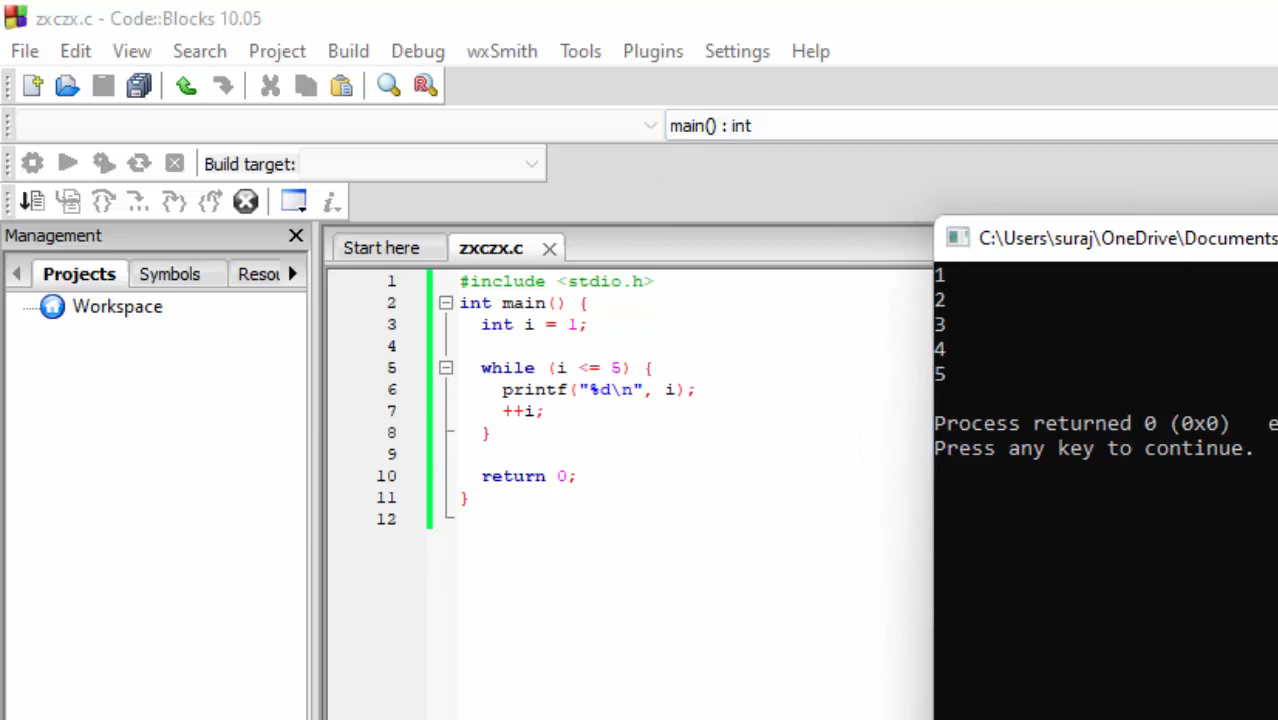 zxczx.c - Code::Blocks 10.05
File Edit View Search Project Build Debug wxSmith Tools Plugins Settings Help
main() : int
Build target:
Management
Projects Symbols Resou
Workspace
Start here zxczx.c
1 #include <stdio.h>
2 int main() {
3 int i = 1;
4
5 while (i <= 5) {
6 printf("%d\n", i);
7 ++i;
8 }
9
10 return 0;
11 }
12
C:\Users\suraj\OneDrive\Documents
1
2
3
4
5
Process returned 0 (0x0) e
Press any key to continue.